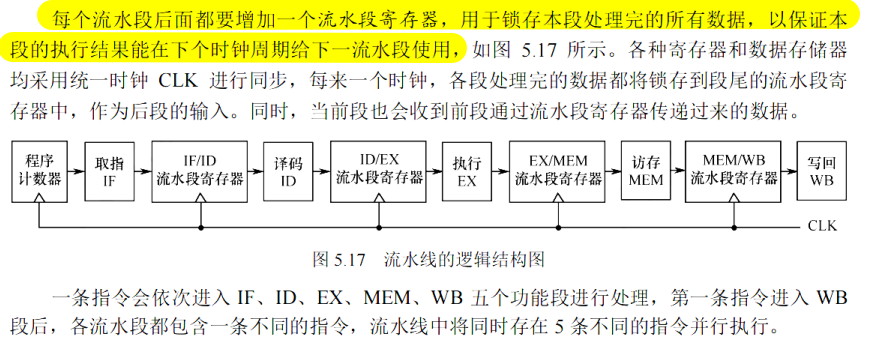 每个流水段后面都要增加一个流水段寄存器，用于锁存本段处理完的所有数据，以保证本
段的执行结果能在下个时钟周期给下一流水段使用，如图 5.17 所示。各种寄存器和数据存储器
均采用统一时钟 CLK 进行同步，每来一个时钟，各段处理完的数据都将锁存到段尾的流水段寄
存器中，作为后段的输入。同时，当前段也会收到前段通过流水段寄存器传递过来的数据。
程序
计数器
取指
IF
IF/ID
流水段寄存器
译码
ID
ID/EX
流水段寄存器
执行
EX
EX/MEM
流水段寄存器
访存
MEM
MEM/WB
流水段寄存器
写回
WB
CLK
图 5.17 流水线的逻辑结构图
一条指令会依次进入 IF、ID、EX、MEM、WB 五个功能段进行处理，第一条指令进入 WB
段后，各流水段都包含一条不同的指令，流水线中将同时存在 5 条不同的指令并行执行。